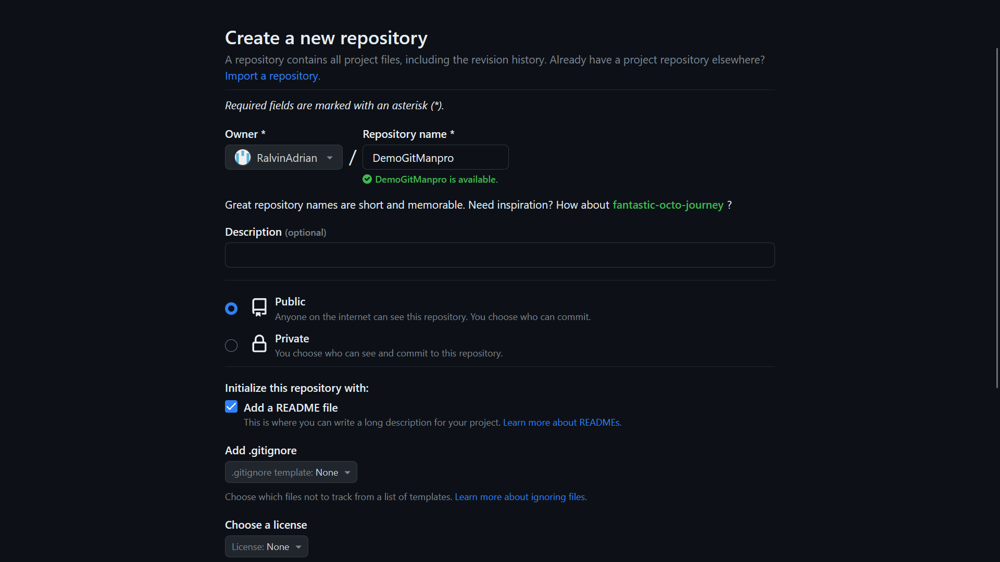 Create a new repository
A repository contains all project files, including the revision history. Already have a project repository elsewhere?
Import a repository.
Required fields are marked with an asterisk (*).
Owner * Repository name *
RalvinAdrian / DemoGitManpro
DemoGitManpro is available.
Great repository names are short and memorable. Need inspiration? How about fantastic-octo-journey ?
Description (optional)
Public
Anyone on the internet can see this repository. You choose who can commit.
Private
You choose who can see and commit to this repository.
Initialize this repository with:
Add a README file
This is where you can write a long description for your project. Learn more about READMEs.
Add .gitignore
.gitignore template: None
Choose which files not to track from a list of templates. Learn more about ignoring files.
Choose a license
License: None